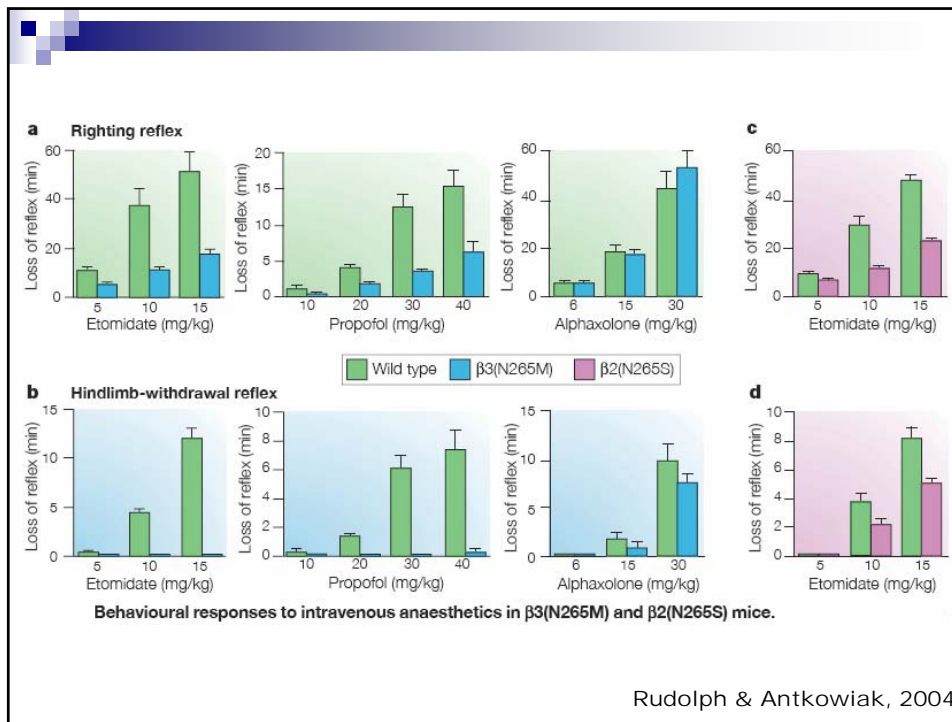 a Righting reflex
Loss of reflex (min)
60
40
20
0
5 10 15
Etomidate (mg/kg)
Loss of reflex (min)
20
15
10
5
0
10 20 30 40
Propofol (mg/kg)
Loss of reflex (min)
60
40
20
0
6 15 30
Alphaxolone (mg/kg)
c
Loss of reflex (min)
60
40
20
0
5 10 15
Etomidate (mg/kg)
Wild type β3(N265M) β2(N265S)
b Hindlimb-withdrawal reflex
Loss of reflex (min)
15
10
5
0
5 10 15
Etomidate (mg/kg)
Loss of reflex (min)
10
8
6
4
2
0
10 20 30 40
Propofol (mg/kg)
Loss of reflex (min)
15
10
5
0
6 15 30
Alphaxolone (mg/kg)
d
Loss of reflex (min)
10
8
6
4
2
0
5 10 15
Etomidate (mg/kg)
Behavioural responses to intravenous anaesthetics in β3(N265M) and β2(N265S) mice.
Rudolph & Antkowiak, 2004